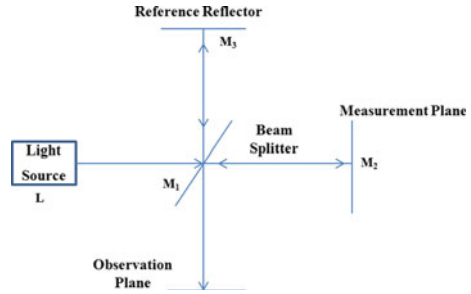 Reference Reflector
M3
Measurement Plane
Beam
Splitter
Light
Source
L
M1
M2
Observation
Plane